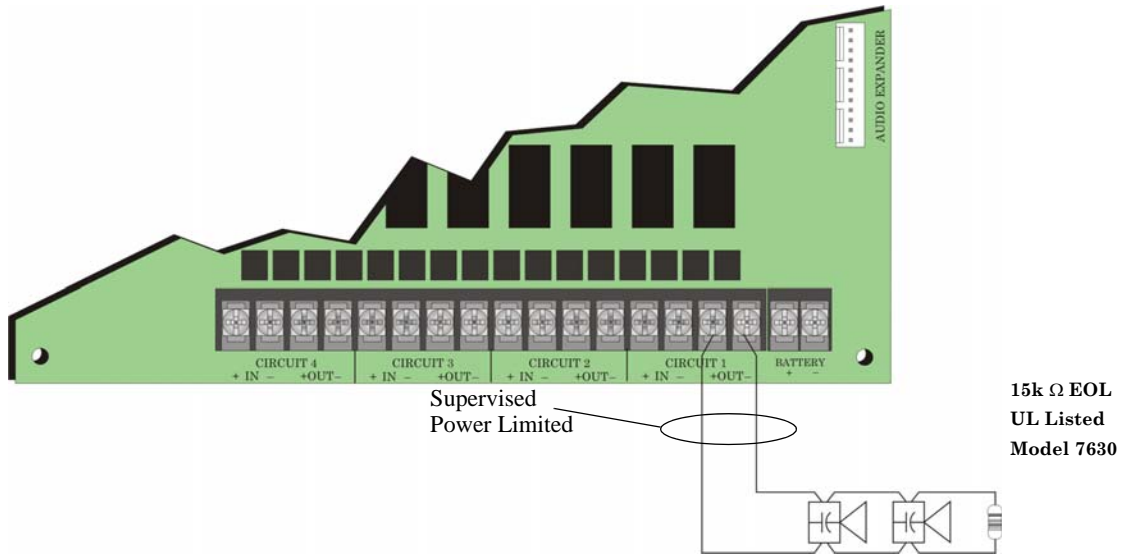 AUDIO EXPANDER
CIRCUIT 4 CIRCUIT 3 CIRCUIT 2 CIRCUIT 1 BATTERY
+ IN – +OUT– + IN – +OUT– + IN – +OUT– + IN – +OUT– + –
Supervised
Power Limited
15k Ω EOL
UL Listed
Model 7630